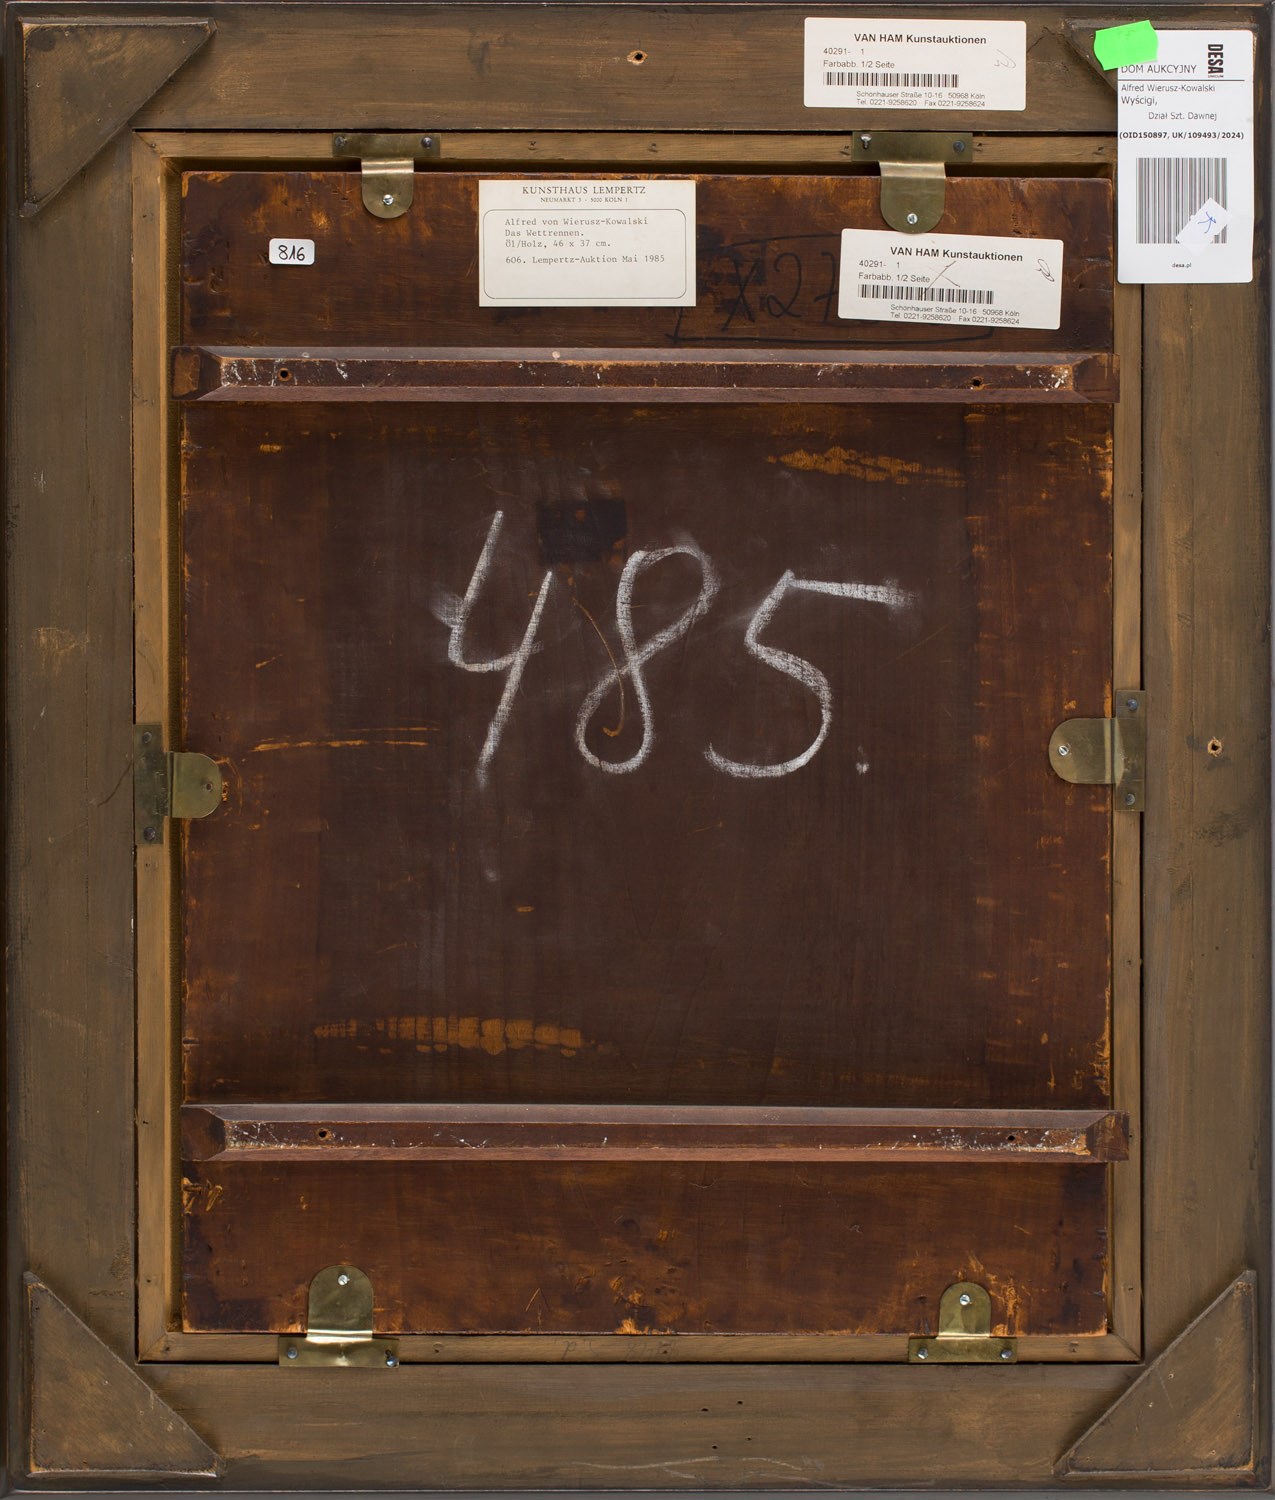 VAN HAM Kunstauktionen
40291- 1
Farbabb. 1/2 Seite
Schönhauser Straße 10-16 · 50968 Köln
Tel. 0221-9258620 Fax 0221-9258624
DESA
DOM AUKCYJNY
Alfred Wierusz-Kowalski
Wyścigi,
Dział Szt. Dawnej
(OID150897, UK/109493/2024)
desa.pl
KUNSTHAUS LEMPERTZ
NEUMARKT 3 · 5000 KÖLN 1
Alfred von Wierusz-Kowalski
Das Wettrennen.
Öl/Holz, 46 x 37 cm.
606. Lempertz-Auktion Mai 1985
816
VAN HAM Kunstauktionen
40291- 1
Farbabb. 1/2 Seite
Schönhauser Straße 10-16 · 50968 Köln
Tel. 0221-9258620 Fax 0221-9258624
485.